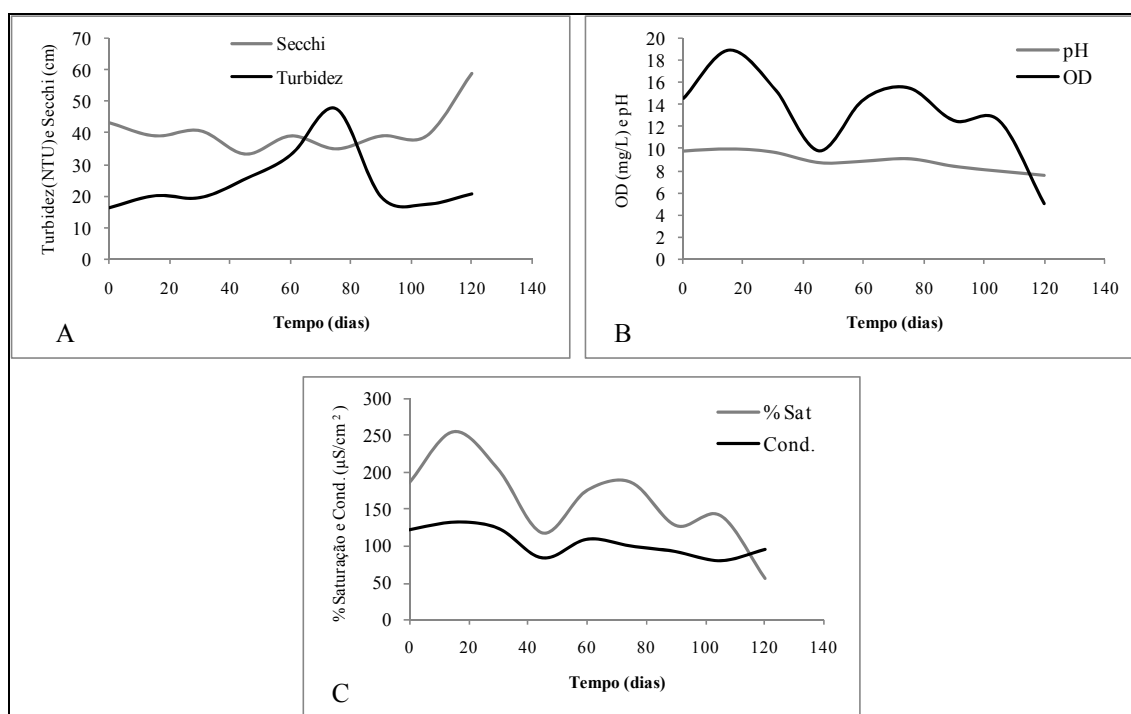 Turbidez(NTU) e Secchi (cm)
70
60
50
40
30
20
10
0
Secchi
Turbidez
0 20 40 60 80 100 120 140
Tempo (dias)
A
OD (mg/L) e pH
20
18
16
14
12
10
8
6
4
2
0
pH
OD
0 20 40 60 80 100 120 140
Tempo (dias)
B
% Saturação e Cond. (µS/cm²)
300
250
200
150
100
50
0
% Sat
Cond.
0 20 40 60 80 100 120 140
Tempo (dias)
C